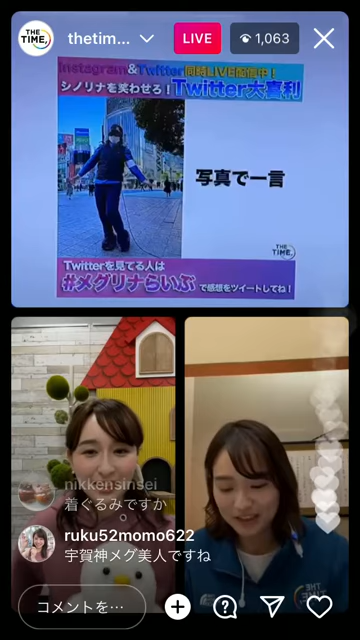 THE
TIME,
thetim...
LIVE
1,063
Instagram&Twitter同時LIVE配信中!
シノリナを笑わせろ!Twitter大喜利
写真で一言
THE
TIME,
Twitterを見てる人は
#メグリナらいぶ で感想をツイートしてね!
nikkensinsei
着ぐるみですか
ruku52momo622
宇賀神メグ美人ですね
コメントを…